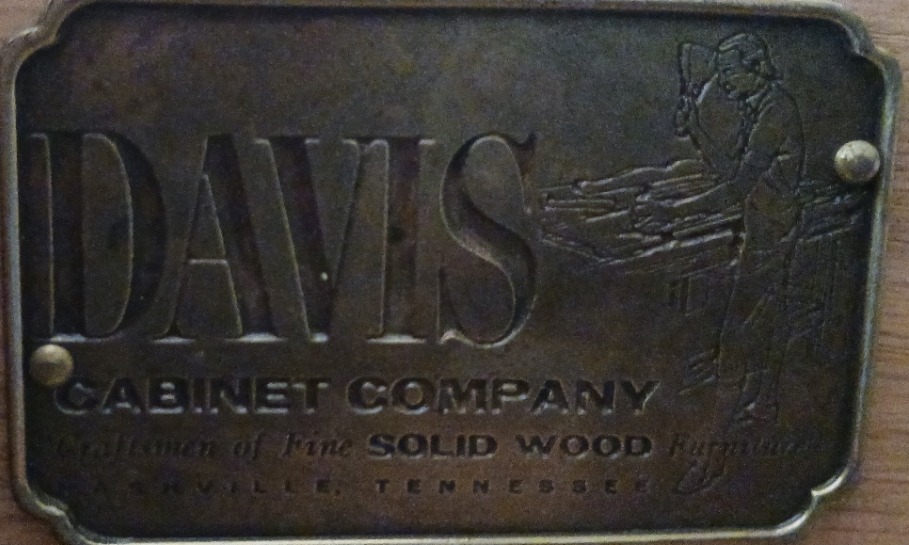 DAVIS
CABINET COMPANY
Craftsmen of Fine SOLID WOOD Furniture
NASHVILLE, TENNESSEE